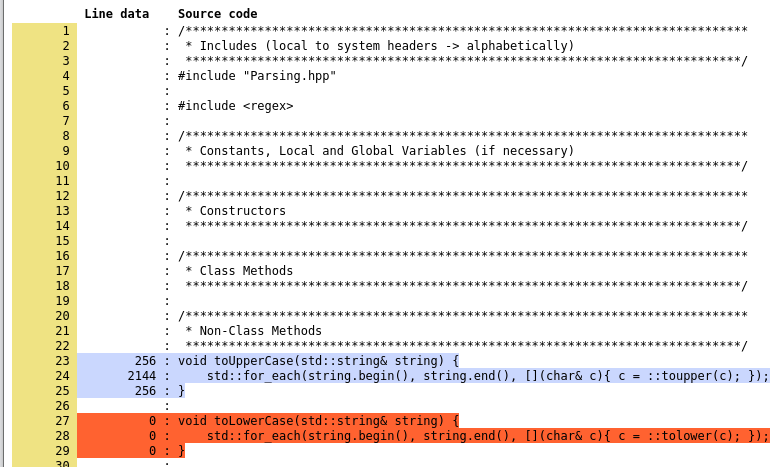 Line data    Source code
1             : /******************************************************************************
2             :  * Includes (local to system headers -> alphabetically)
3             :  *****************************************************************************/
4             : #include "Parsing.hpp"
5             :
6             : #include <regex>
7             :
8             : /******************************************************************************
9             :  * Constants, Local and Global Variables (if necessary)
10             :  *****************************************************************************/
11             :
12             : /******************************************************************************
13             :  * Constructors
14             :  *****************************************************************************/
15             :
16             : /******************************************************************************
17             :  * Class Methods
18             :  *****************************************************************************/
19             :
20             : /******************************************************************************
21             :  * Non-Class Methods
22             :  *****************************************************************************/
23         256 : void toUpperCase(std::string& string) {
24        2144 :     std::for_each(string.begin(), string.end(), [](char& c){ c = ::toupper(c); });
25         256 : }
26             :
27           0 : void toLowerCase(std::string& string) {
28           0 :     std::for_each(string.begin(), string.end(), [](char& c){ c = ::tolower(c); });
29           0 : }
30             :